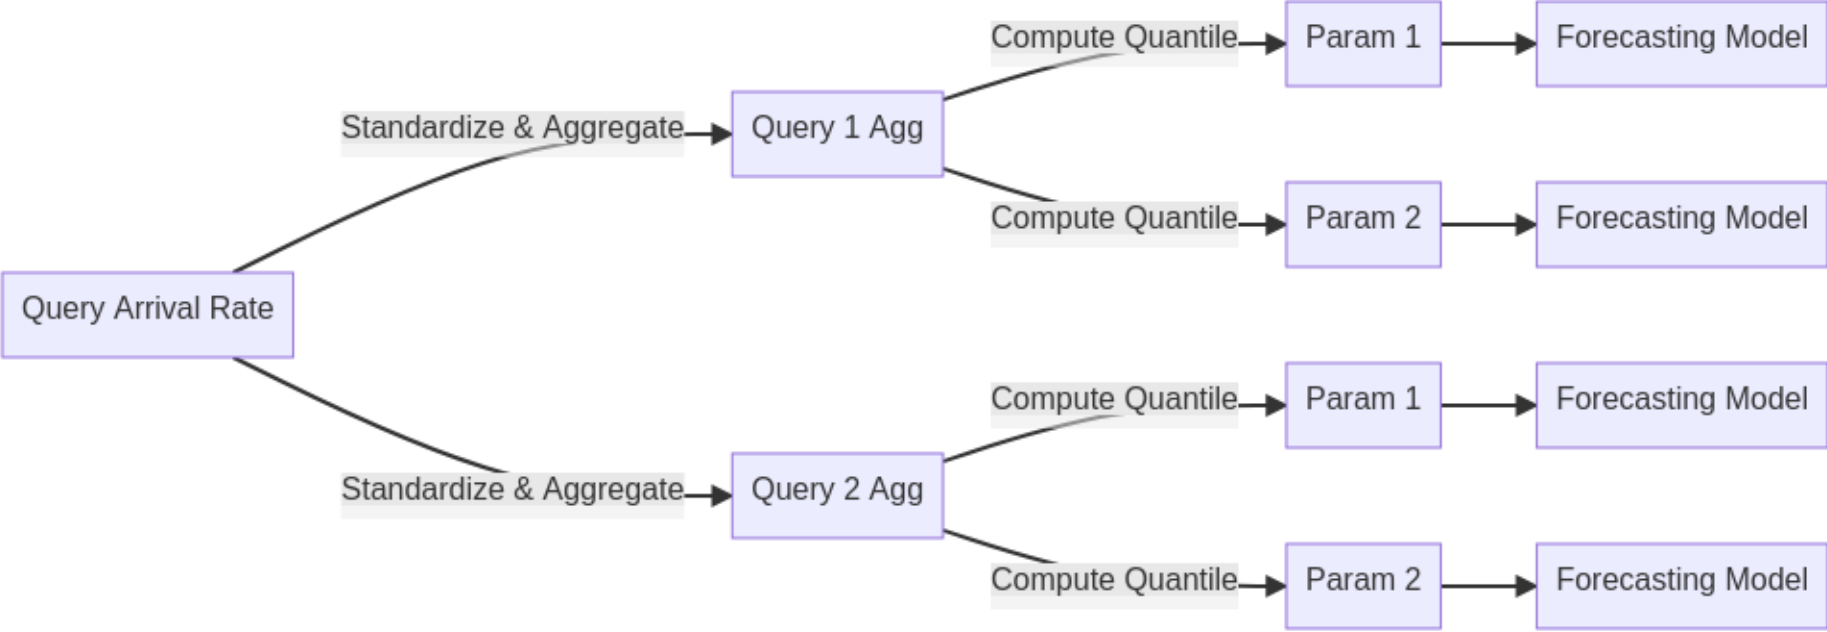 Compute Quantile
Param 1
Forecasting Model
Standardize & Aggregate
Query 1 Agg
Compute Quantile
Param 2
Forecasting Model
Query Arrival Rate
Compute Quantile
Param 1
Forecasting Model
Standardize & Aggregate
Query 2 Agg
Compute Quantile
Param 2
Forecasting Model